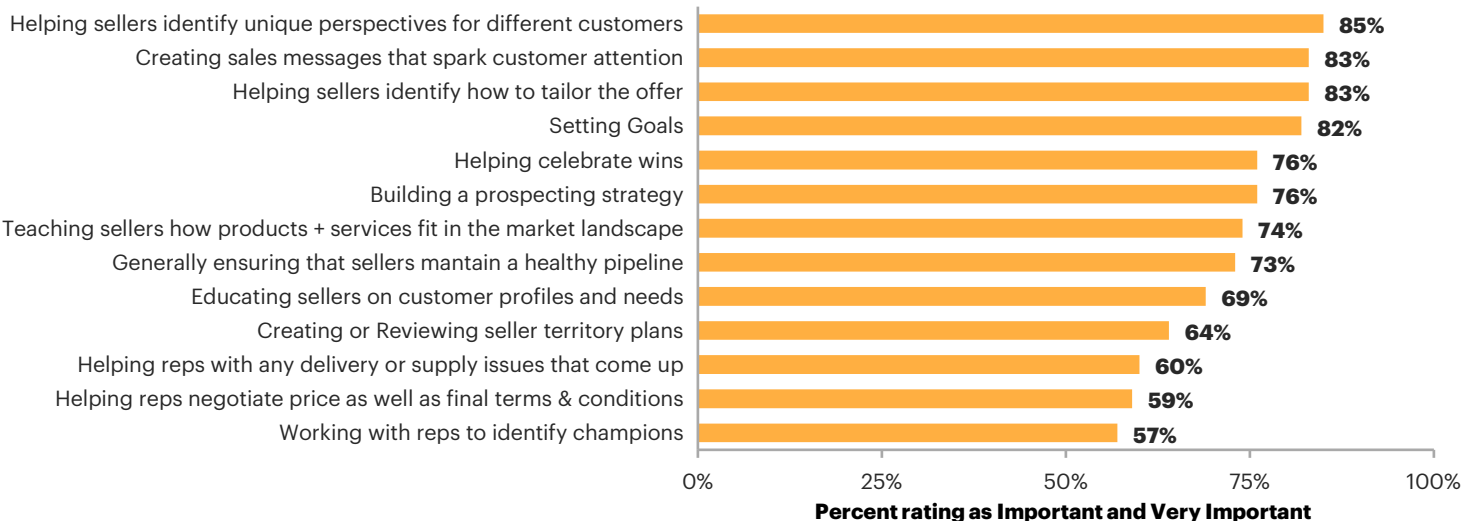 Helping sellers identify unique perspectives for different customers 85%
Creating sales messages that spark customer attention 83%
Helping sellers identify how to tailor the offer 83%
Setting Goals 82%
Helping celebrate wins 76%
Building a prospecting strategy 76%
Teaching sellers how products + services fit in the market landscape 74%
Generally ensuring that sellers mantain a healthy pipeline 73%
Educating sellers on customer profiles and needs 69%
Creating or Reviewing seller territory plans 64%
Helping reps with any delivery or supply issues that come up 60%
Helping reps negotiate price as well as final terms & conditions 59%
Working with reps to identify champions 57%
0% 25% 50% 75% 100%
Percent rating as Important and Very Important